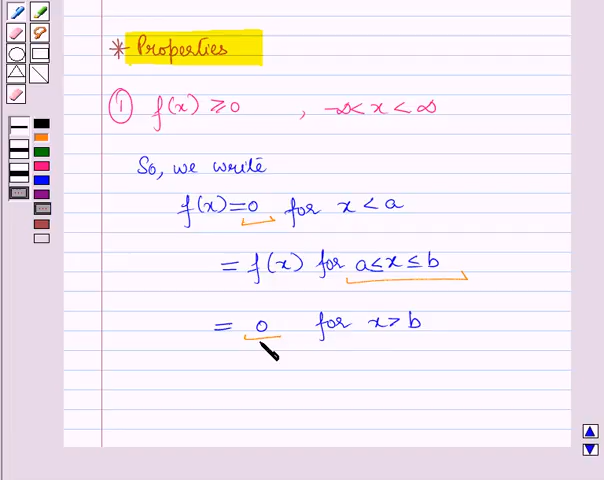 * Properties
① f(x) ≥ 0 , -∞ < x < ∞
So, we write
f(x) = 0 for x < a
= f(x) for a ≤ x ≤ b
= 0 for x > b